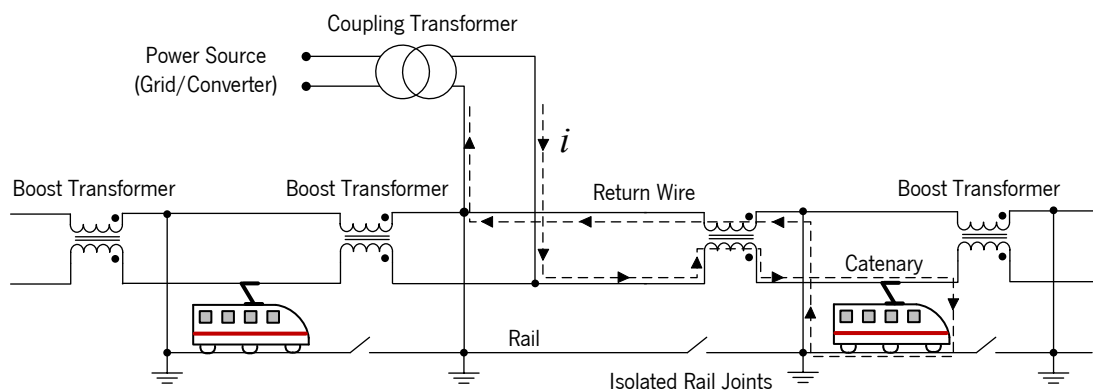 Coupling Transformer
Power Source
(Grid/Converter)
i
Boost Transformer
Boost Transformer
Return Wire
Boost Transformer
Catenary
Rail
Isolated Rail Joints